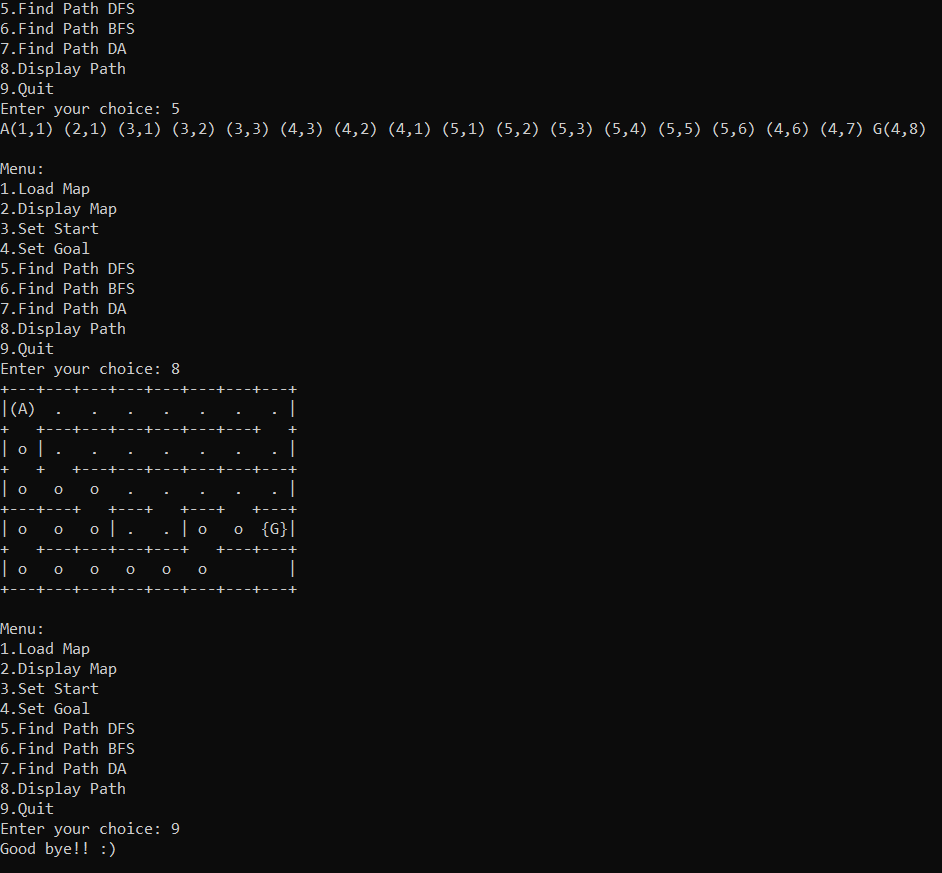 5.Find Path DFS
6.Find Path BFS
7.Find Path DA
8.Display Path
9.Quit
Enter your choice: 5
A(1,1) (2,1) (3,1) (3,2) (3,3) (4,3) (4,2) (4,1) (5,1) (5,2) (5,3) (5,4) (5,5) (5,6) (4,6) (4,7) G(4,8)

Menu:
1.Load Map
2.Display Map
3.Set Start
4.Set Goal
5.Find Path DFS
6.Find Path BFS
7.Find Path DA
8.Display Path
9.Quit
Enter your choice: 8
+---+---+---+---+---+---+---+---+
|(A)  .   .   .   .   .   .   . |
+   +---+---+---+---+---+---+   +
| o | .   .   .   .   .   .   . |
+   +   +---+---+---+---+---+---+
| o   o   o   .   .   .   .   . |
+---+---+   +---+   +---+   +---+
| o   o   o | .   . | o   o  {G}|
+   +---+---+---+---+   +---+---+
| o   o   o   o   o   o         |
+---+---+---+---+---+---+---+---+

Menu:
1.Load Map
2.Display Map
3.Set Start
4.Set Goal
5.Find Path DFS
6.Find Path BFS
7.Find Path DA
8.Display Path
9.Quit
Enter your choice: 9
Good bye!! :)